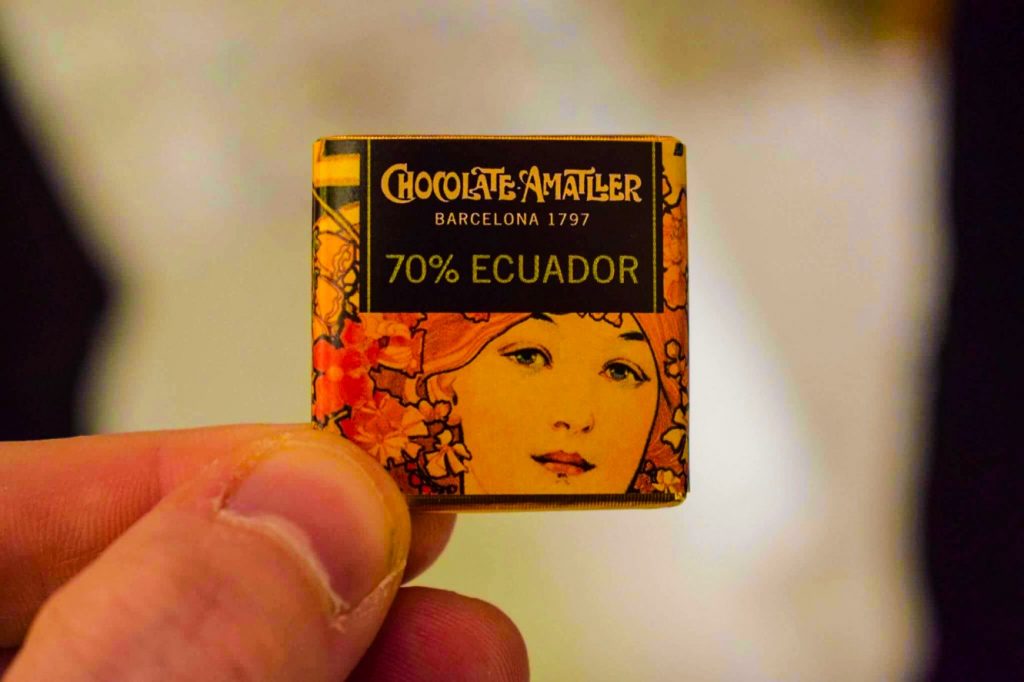 CHOCOLATE·AMATLLER
BARCELONA 1797
70% ECUADOR